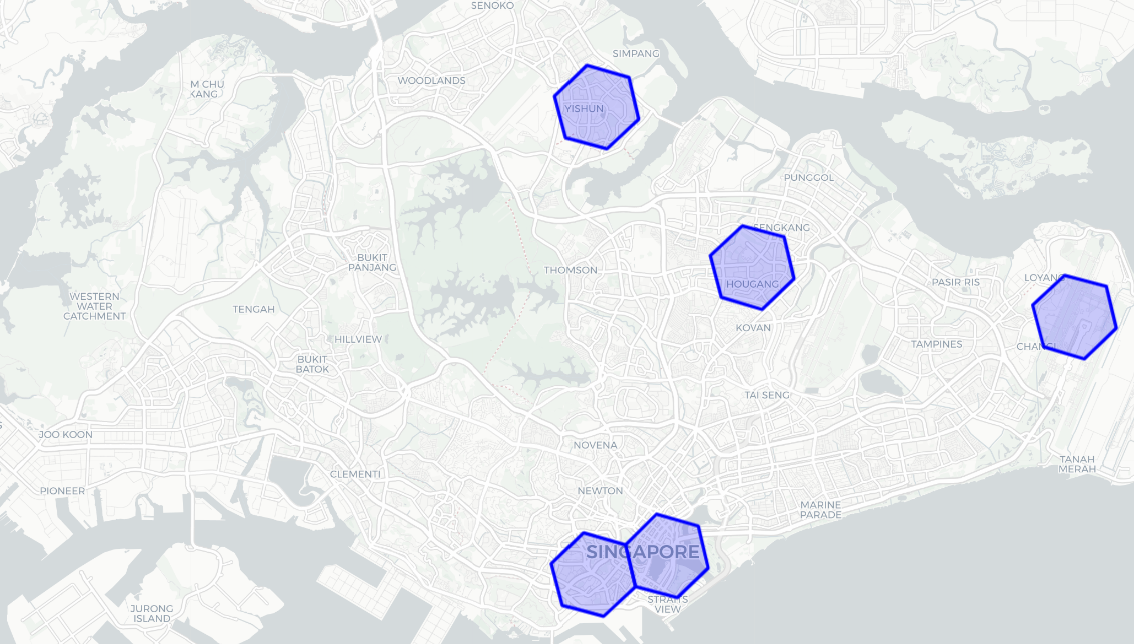 SENOKO
SIMPANG
WOODLANDS
M CHU
KANG
YISHUN
PUNGGOL
SENGKANG
BUKIT
PANJANG
THOMSON
LOYANG
PASIR RIS
HOUGANG
WESTERN
WATER
CATCHMENT
TENGAH
KOVAN
HILLVIEW
TAMPINES
CHANGI
BUKIT
BATOK
TAI SENG
JOO KOON
NOVENA
CLEMENTI
TANAH
MERAH
PIONEER
NEWTON
MARINE
PARADE
SINGAPORE
STRAITS
VIEW
JURONG
ISLAND